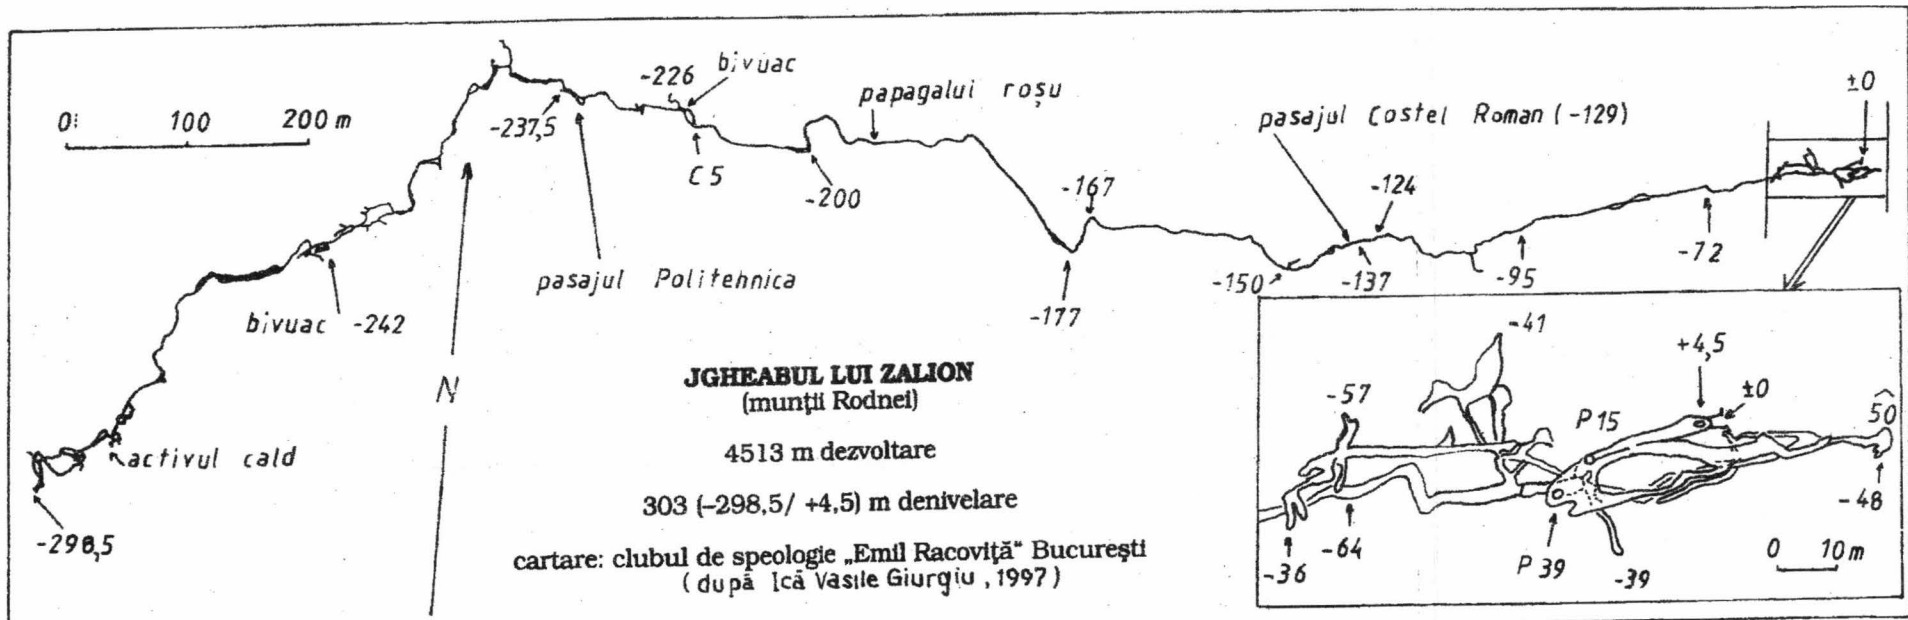 0 100 200 m
-226
bivuac
papagalui roșu
pasajul Costel Roman (-129)
±0
-237,5
C5
-200
-167
-124
pasajul Politehnica
-150
-137
-95
-72
-177
bivuac -242
N
activul cald
-298,5
JGHEABUL LUI ZALION
(munții Rodnei)
4513 m dezvoltare
303 (-298,5/ +4,5) m denivelare
cartare: clubul de speologie „Emil Racoviță“ București
(după Ică Vasile Giurgiu, 1997)
-41
+4,5
-57
±0
P 15
50
-48
-64
-36
P 39
-39
0 10 m